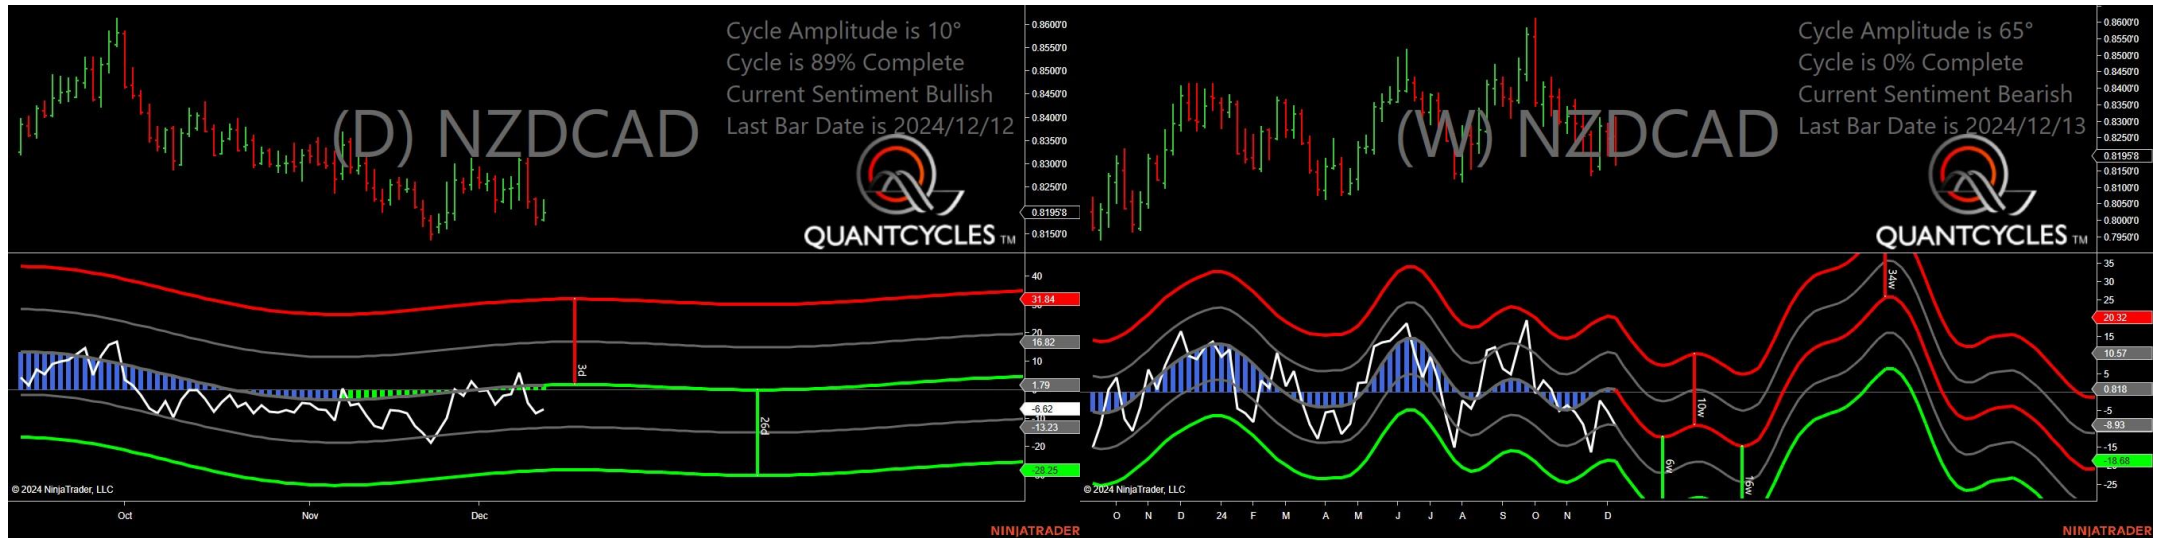 Cycle Amplitude is 10°
Cycle is 89% Complete
Current Sentiment Bullish
Last Bar Date is 2024/12/12
(D) NZDCAD
QUANTCYCLES TM
0.8600'0
0.8550'0
0.8500'0
0.8450'0
0.8400'0
0.8350'0
0.8300'0
0.8250'0
0.8195'8
0.8150'0
40
31.84
20
16.82
10
1.79
-6.62
-10
-13.23
-20
-28.25
3d
26d
© 2024 NinjaTrader, LLC
Oct Nov Dec
NINJATRADER
Cycle Amplitude is 65°
Cycle is 0% Complete
Current Sentiment Bearish
Last Bar Date is 2024/12/13
(W) NZDCAD
QUANTCYCLES TM
0.8600'0
0.8550'0
0.8500'0
0.8450'0
0.8400'0
0.8350'0
0.8300'0
0.8250'0
0.8195'8
0.8150'0
0.8100'0
0.8050'0
0.8000'0
0.7950'0
35
30
25
20.32
15
10.57
5
0.818
-5
-8.93
-15
-18.68
-25
34w
10w
6w
16w
© 2024 NinjaTrader, LLC
O N D 24 F M A M J J A S O N D
NINJATRADER